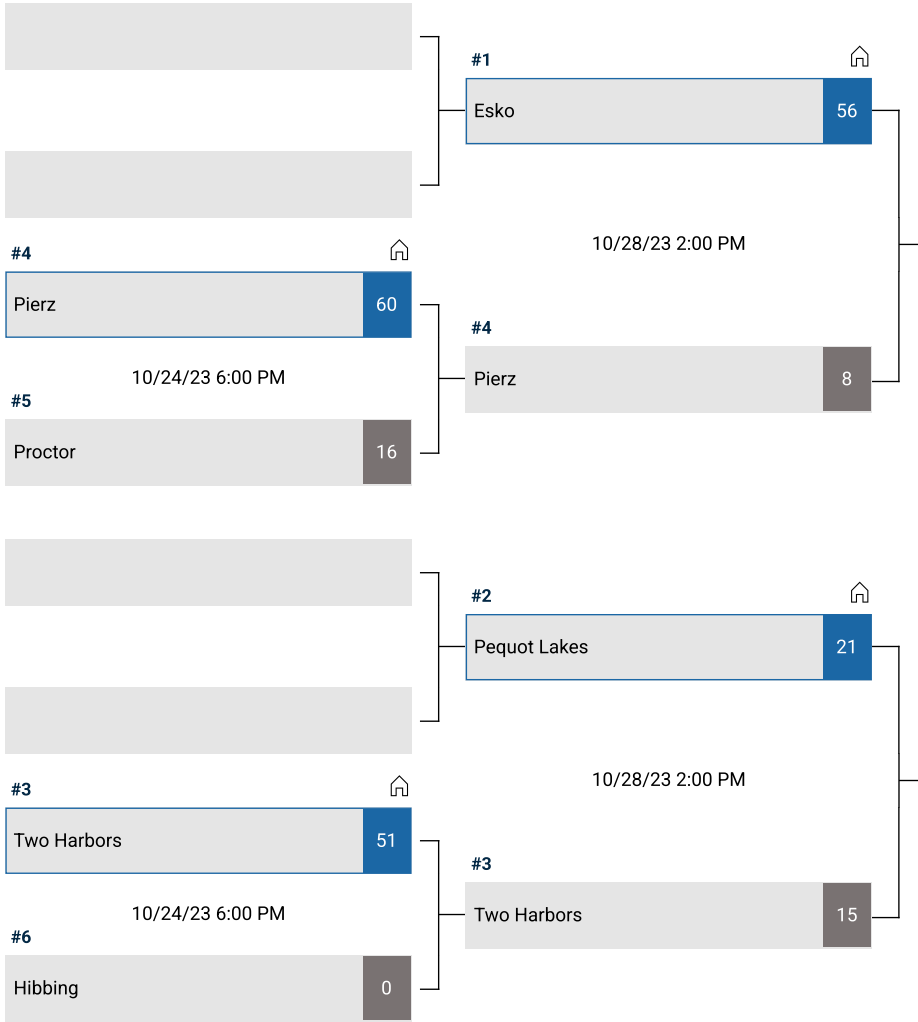 #1
Esko 56
10/28/23 2:00 PM
#4
Pierz 60
10/24/23 6:00 PM
#5
Proctor 16
#4
Pierz 8
#2
Pequot Lakes 21
10/28/23 2:00 PM
#3
Two Harbors 51
10/24/23 6:00 PM
#6
Hibbing 0
#3
Two Harbors 15